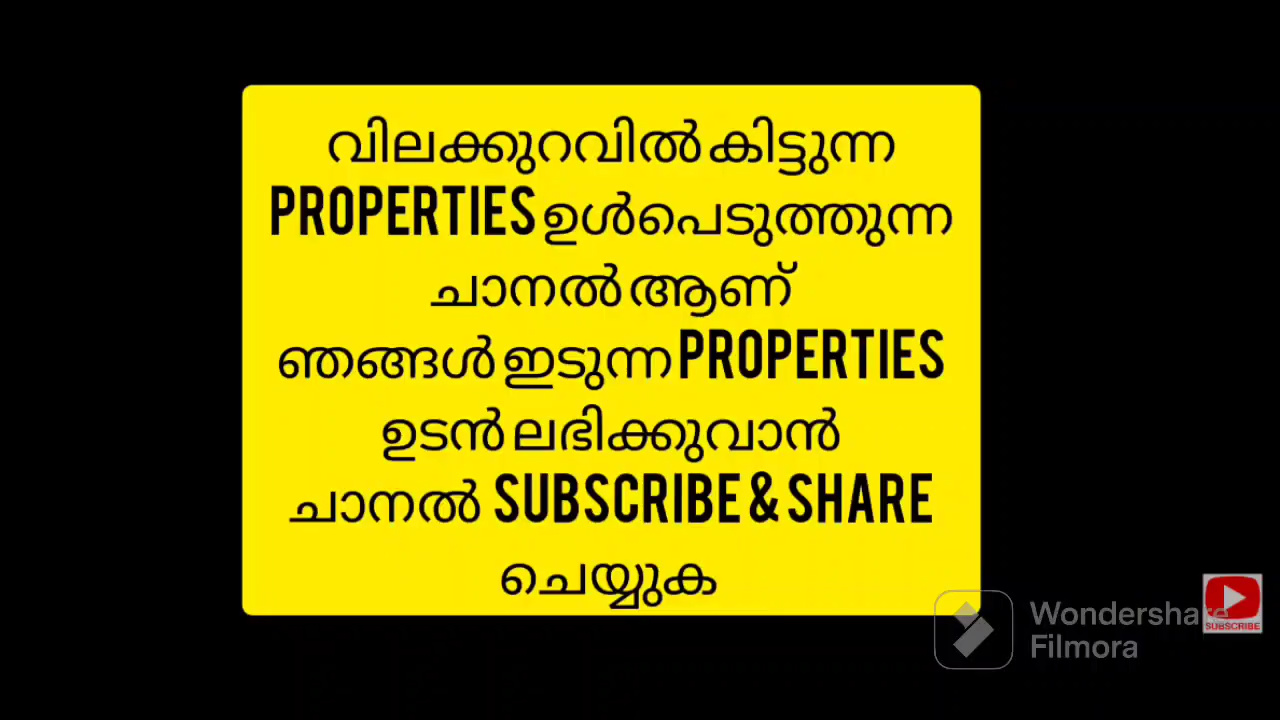 വിലക്കുറവിൽ കിട്ടുന്ന
PROPERTIES ഉൾപെടുത്തുന്ന
ചാനൽ ആണ്
ഞങ്ങൾ ഇടുന്ന PROPERTIES
ഉടൻ ലഭിക്കുവാൻ
ചാനൽ SUBSCRIBE & SHARE
ചെയ്യുക
Wondershare
Filmora
SUBSCRIBE